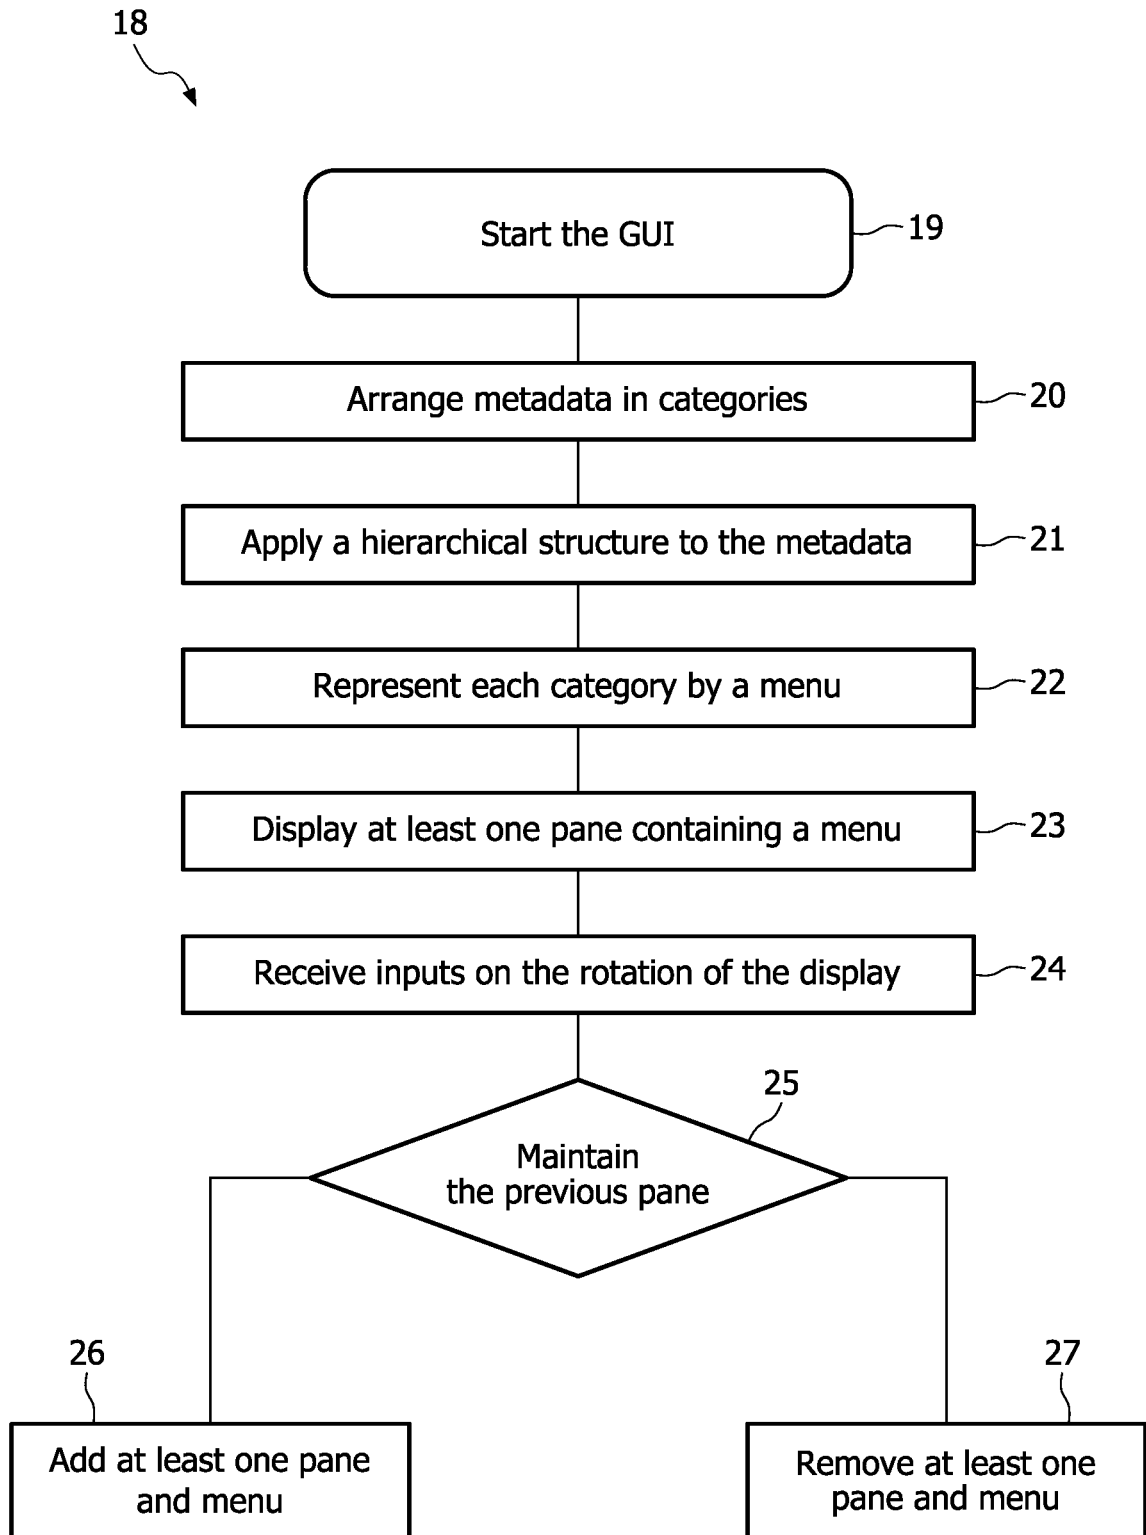 18
Start the GUI
19
Arrange metadata in categories
20
Apply a hierarchical structure to the metadata
21
Represent each category by a menu
22
Display at least one pane containing a menu
23
Receive inputs on the rotation of the display
24
25
Maintain
the previous pane
26
Add at least one pane
and menu
27
Remove at least one
pane and menu